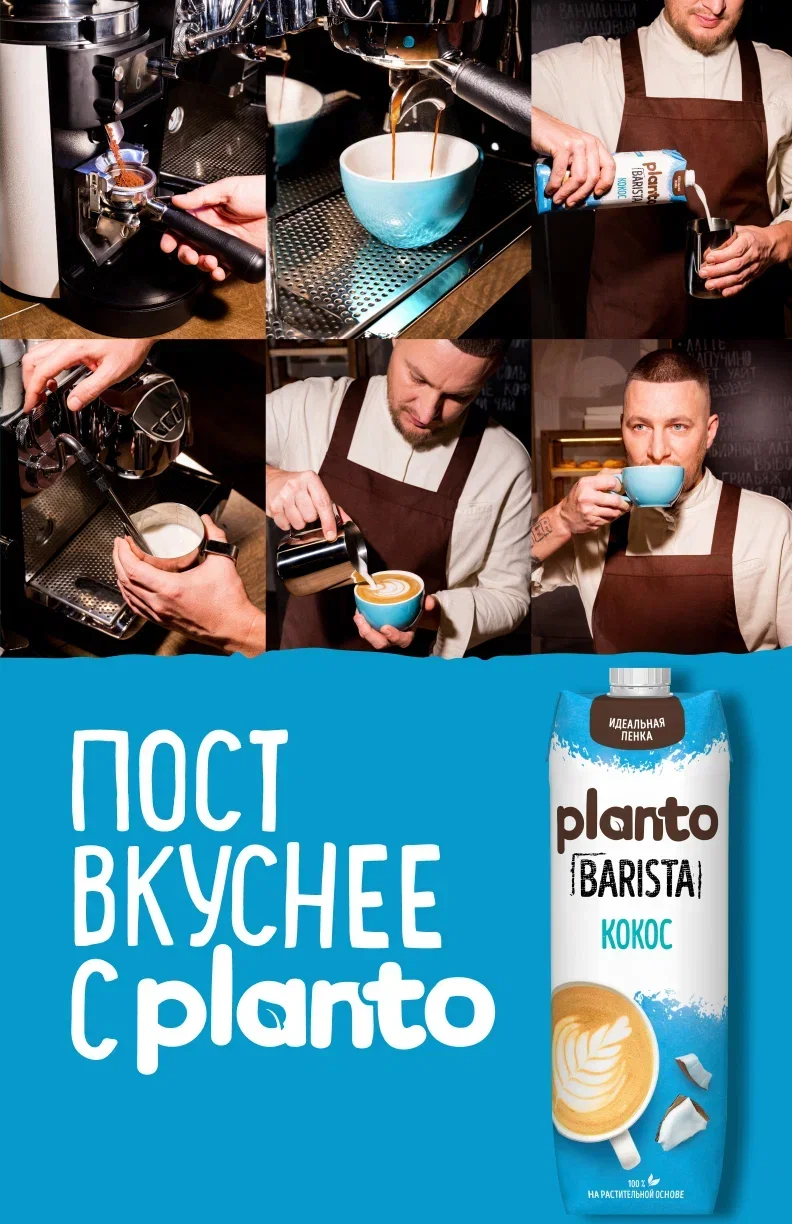 planto
BARISTA
КОКОС
ПОСТ
ВКУСНЕЕ
С planto
ИДЕАЛЬНАЯ
ПЕНКА
planto
BARISTA
КОКОС
100%
НА РАСТИТЕЛЬНОЙ ОСНОВЕ